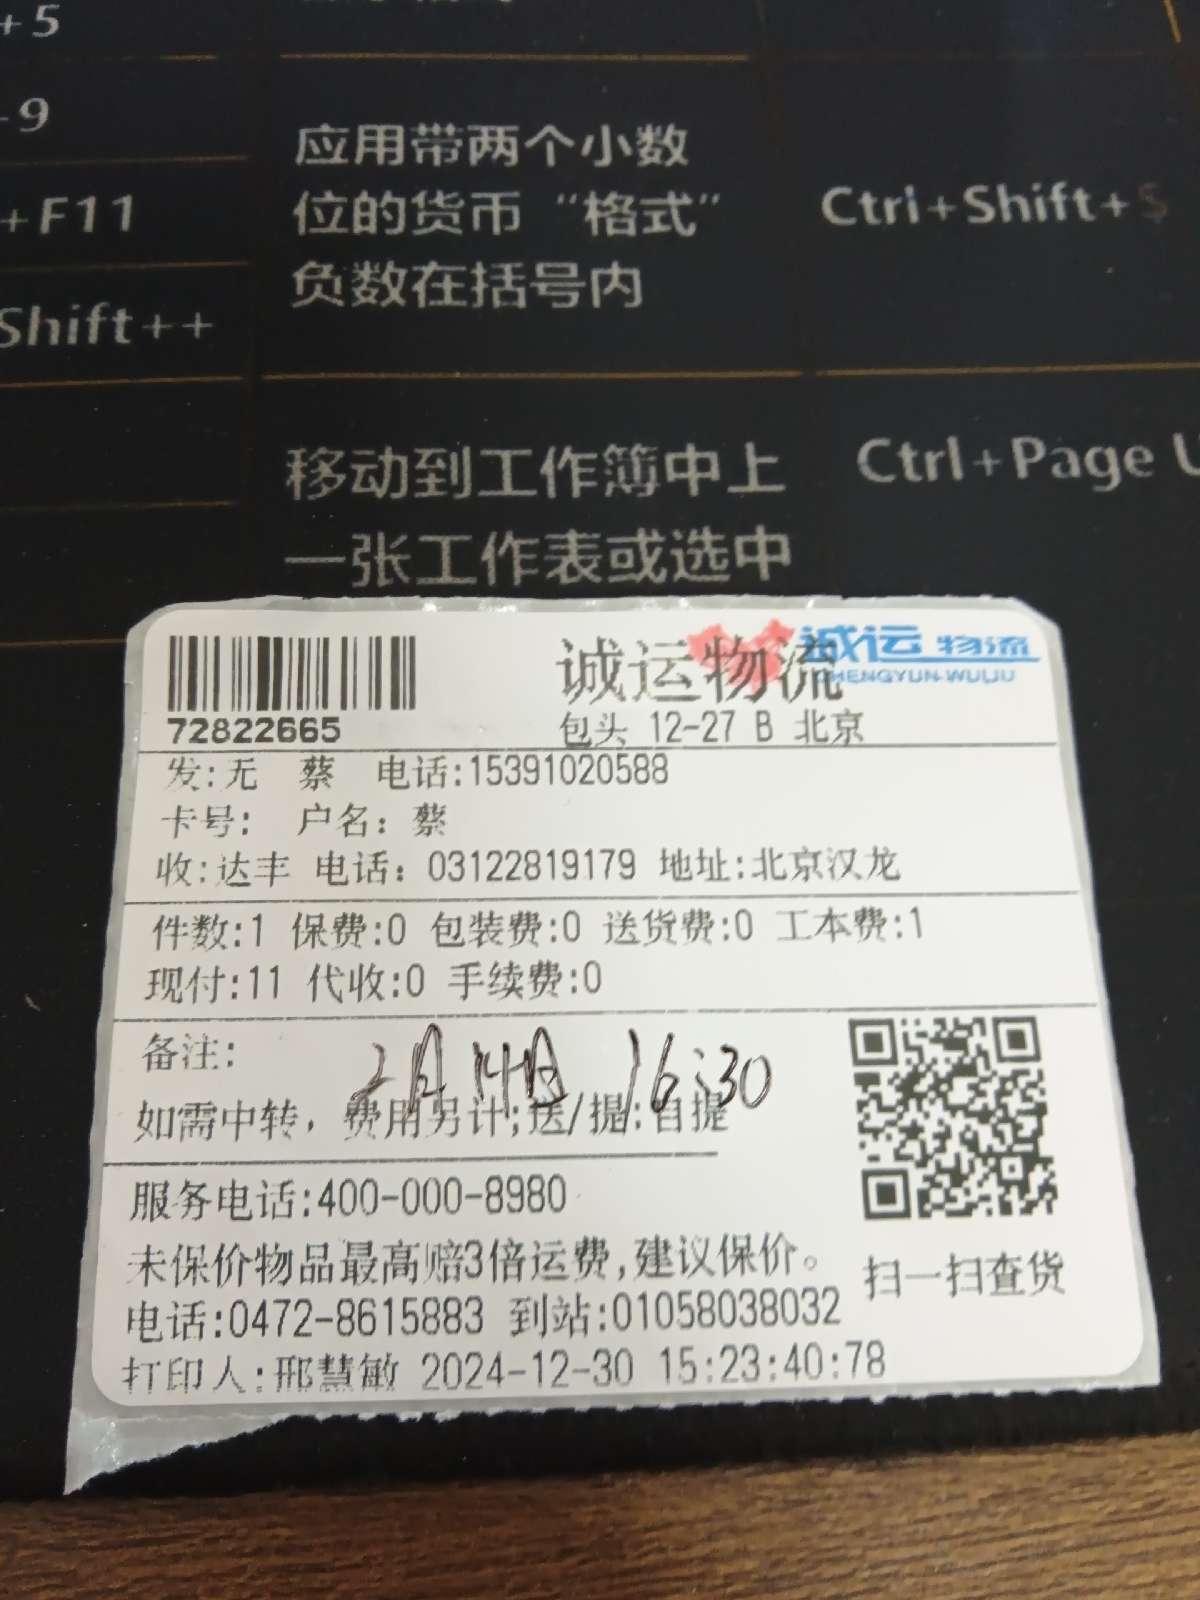 +5
-9
+F11
Shift++
应用带两个小数
位的货币“格式”
负数在括号内
Ctrl+Shift+5
移动到工作簿中上
一张工作表或选中
Ctrl+Page U
72822665
诚运物流
诚运 物流
CHENGYUN WULIU
包头 12-27 B 北京
发:无 蔡 电话:15391020588
卡号: 户名: 蔡
收:达丰 电话: 03122819179 地址:北京汉龙
件数:1 保费:0 包装费:0 送货费:0 工本费:1
现付:11 代收:0 手续费:0
备注:
2月14日 16:30
如需中转, 费用另计;送/提:自提
服务电话:400-000-8980
未保价物品最高赔3倍运费,建议保价。
扫一扫查货
电话:0472-8615883 到站:01058038032
打印人:邢慧敏 2024-12-30 15:23:40:78